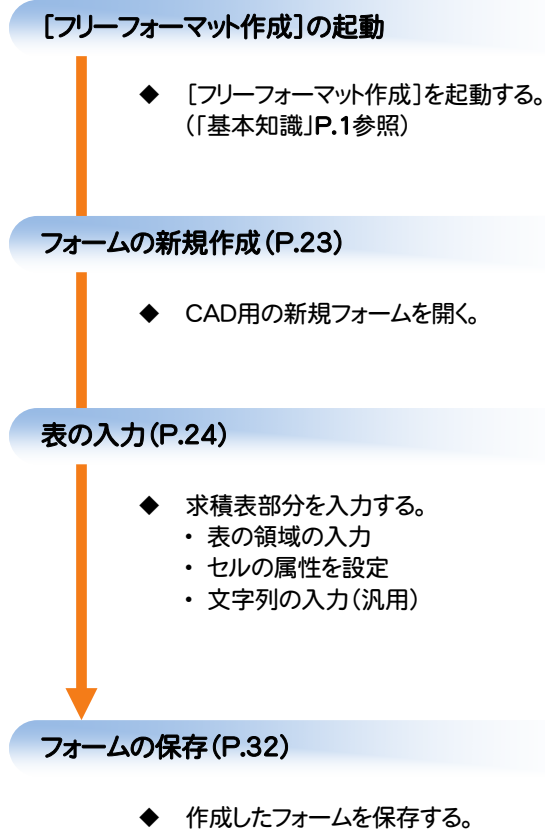 [フリーフォーマット作成]の起動
◆ [フリーフォーマット作成]を起動する。
(「基本知識」P.1参照)
フォームの新規作成(P.23)
◆ CAD用の新規フォームを開く。
表の入力(P.24)
◆ 求積表部分を入力する。
・ 表の領域の入力
・ セルの属性を設定
・ 文字列の入力(汎用)
フォームの保存(P.32)
◆ 作成したフォームを保存する。